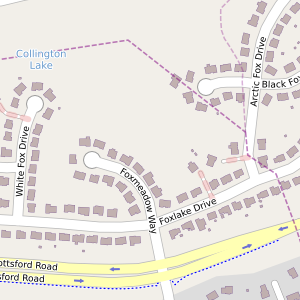 Collington
Lake
Arctic Fox Drive
Black Fo
White Fox Drive
Foxmeadow Way
Foxlake Drive
ottsford Road
sford Road